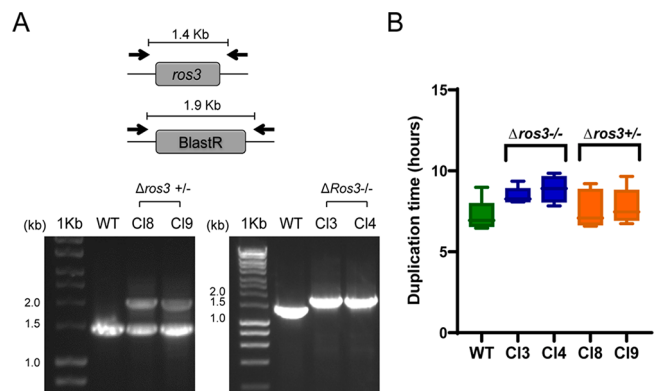 A
1.4 Kb
ros3
1.9 Kb
BlastR
Δros3 +/-
(kb) 1Kb WT Cl8 Cl9
2.0
1.5
1.0
ΔRos3-/-
(kb) 1Kb WT Cl3 Cl4
2.0
1.5
1.0
B
Duplication time (hours)
15
10
5
0
Δros3-/- Δros3+/-
WT Cl3 Cl4 Cl8 Cl9